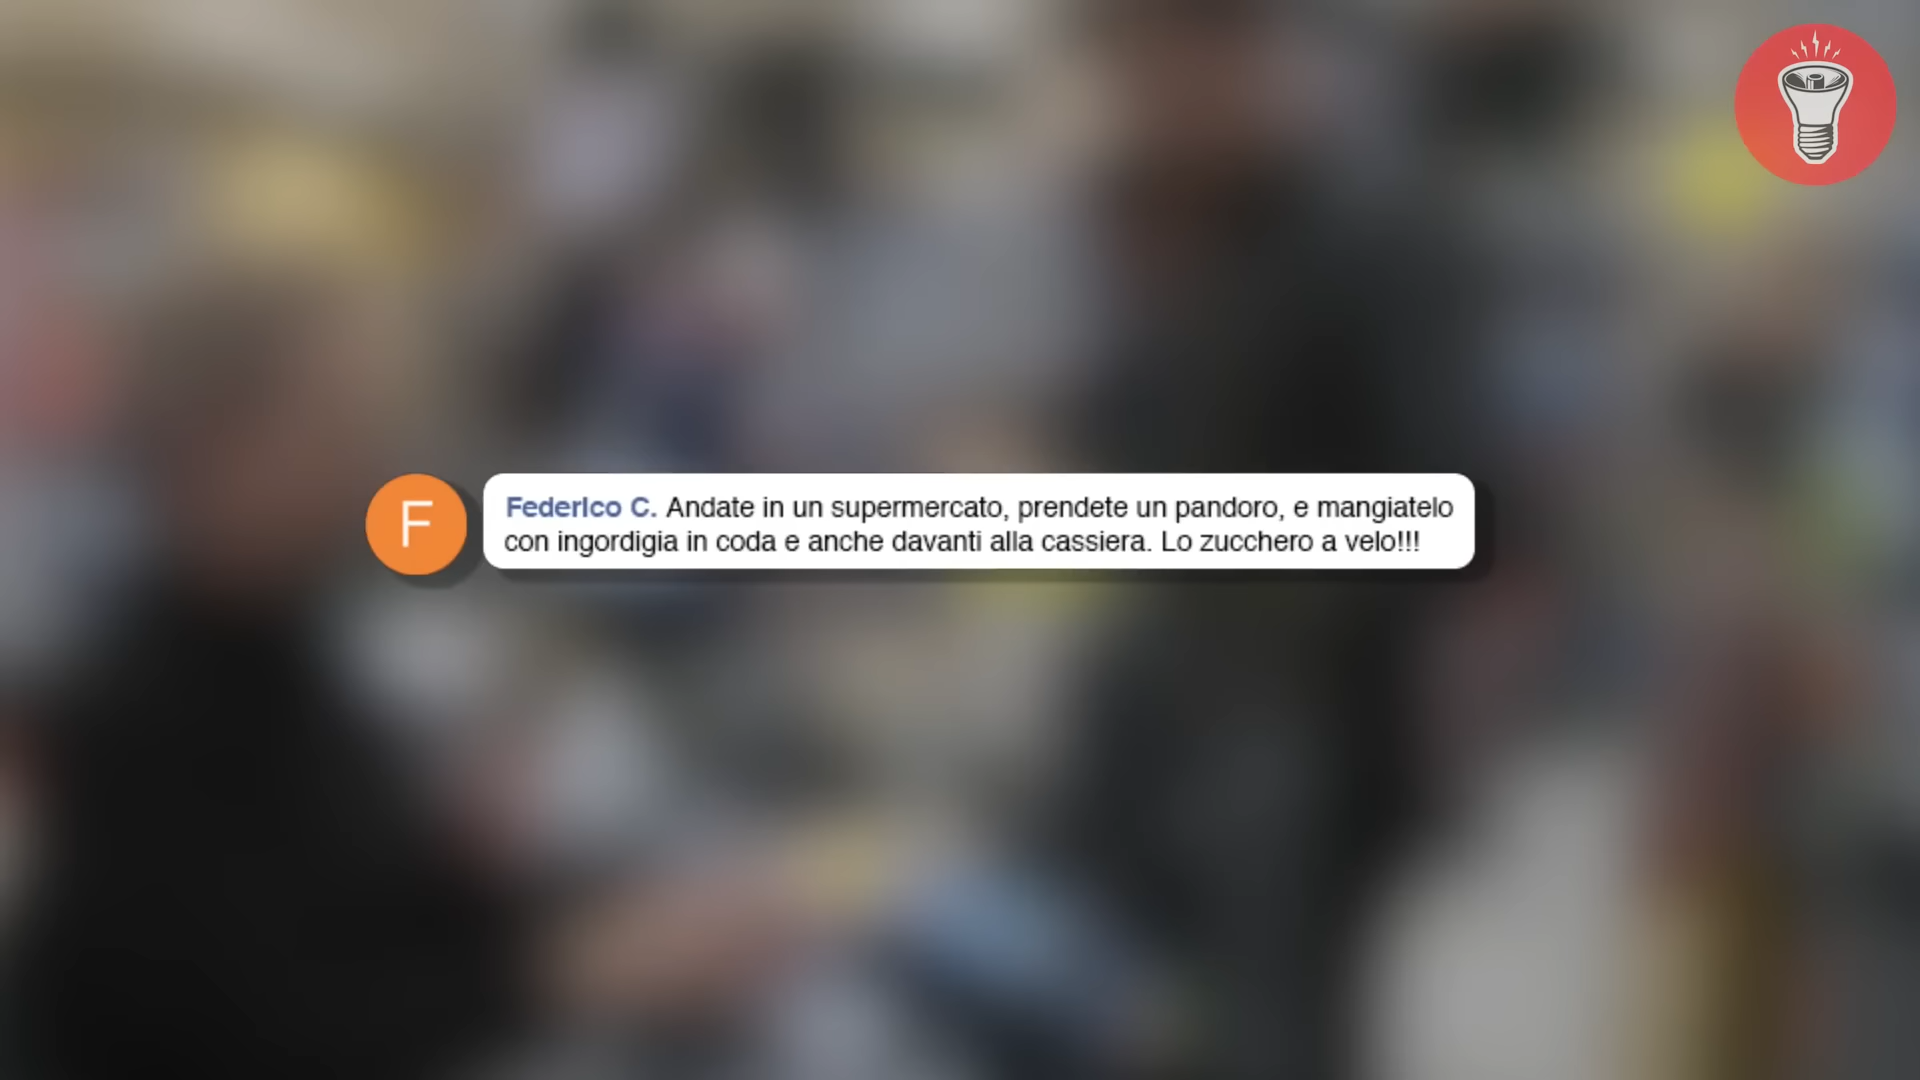 F
Federico C. Andate in un supermercato, prendete un pandoro, e mangiatelo
con ingordigia in coda e anche davanti alla cassiera. Lo zucchero a velo!!!